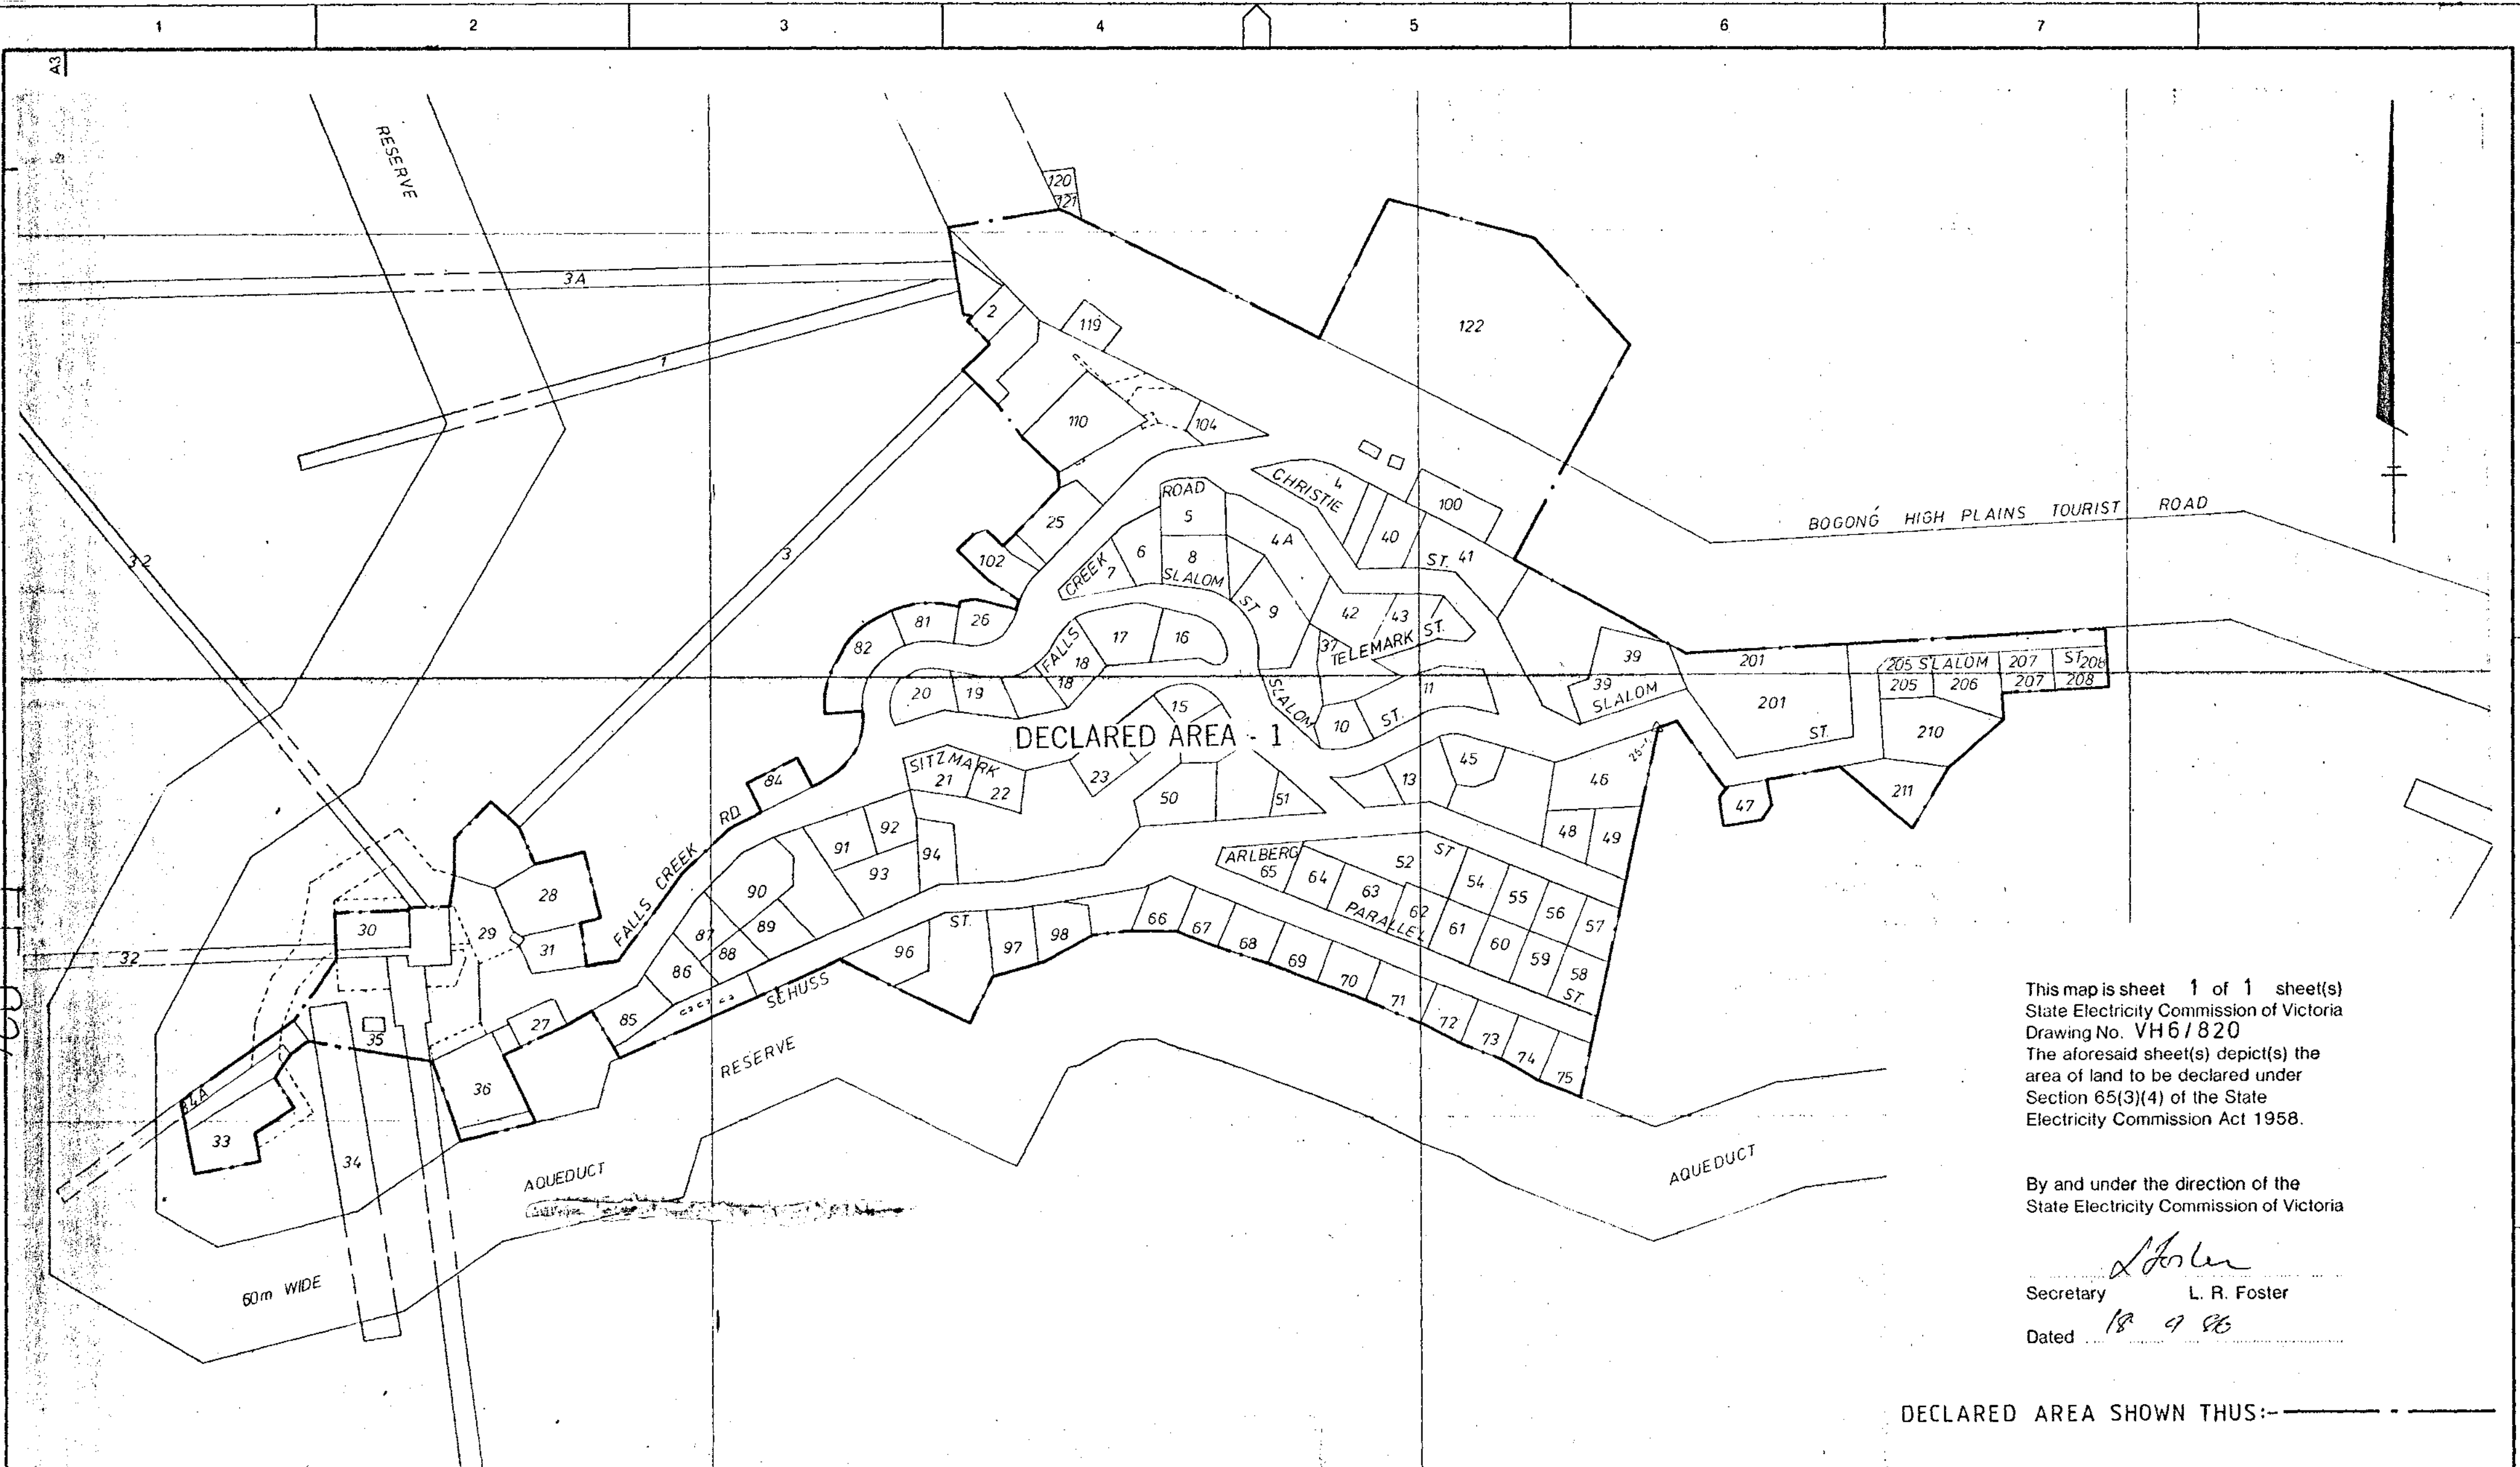 1 2 3 4 5 6 7
A3
RESERVE
120
121
3A
2
119
122
1
110
104
CHRISTIE
4
100
ROAD
5
25
40
ST. 41
4A
6
8
SLALOM
CREEK
7
102
32
3
BOGONG HIGH PLAINS TOURIST ROAD
ST 9
42
43
81
26
82
17
16
FALLS
18
18
37
TELEMARK ST.
39
39
SLALOM
201
201
ST.
205 SLALOM 207 ST 208
205 206 207 208
210
211
20
19
15
SLALOM
10
ST.
11
DECLARED AREA - 1
SITZMARK
21
22
23
45
13
46
47
84
50
51
48
49
FALLS CREEK RD
91
92
93
94
ARLBERG
65
64
63
62
52
ST
54
55
56
57
PARALLEL
61
60
59
58
ST.
28
90
30
29
31
87
88
89
86
ST.
96
97
98
66
67
68
69
70
71
72
73
74
75
32
27
85
SCHUSS
35
RESERVE
34A
36
33
34
AQUEDUCT
AQUEDUCT
60m WIDE
This map is sheet 1 of 1 sheet(s)
State Electricity Commission of Victoria
Drawing No. VH6/820
The aforesaid sheet(s) depict(s) the
area of land to be declared under
Section 65(3)(4) of the State
Electricity Commission Act 1958.
By and under the direction of the
State Electricity Commission of Victoria
L Foster
Secretary L. R. Foster
Dated 18 9 86
DECLARED AREA SHOWN THUS:-